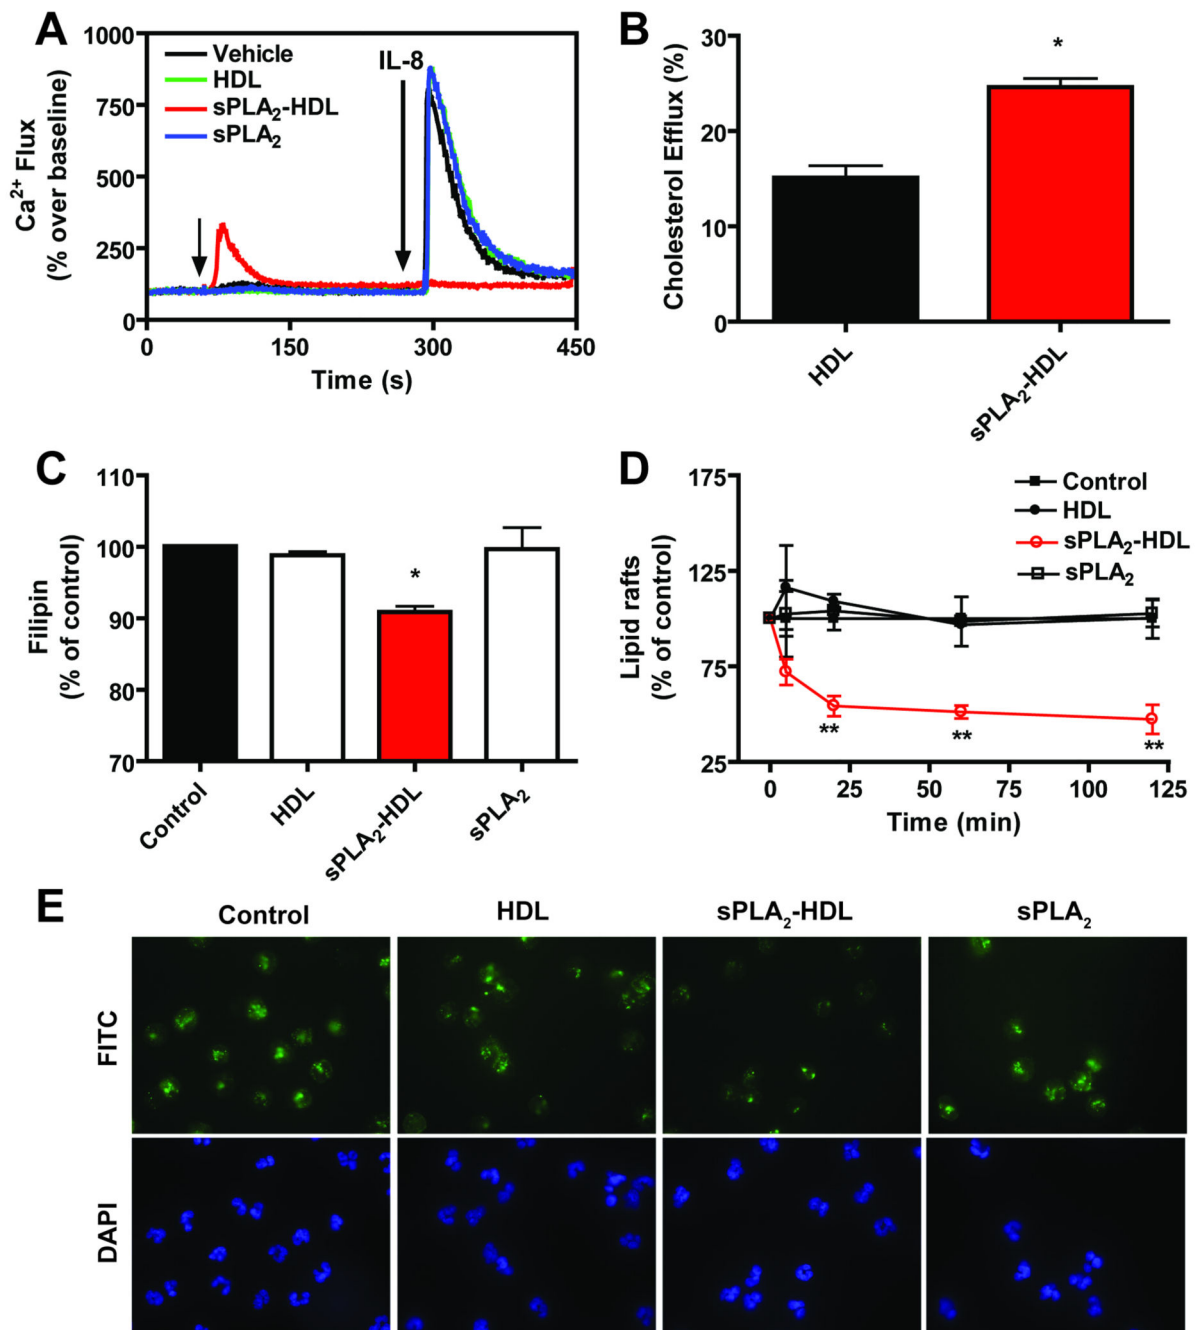 A
1000
750
500
250
0
Ca²⁺ Flux
(% over baseline)
Vehicle
HDL
sPLA₂-HDL
sPLA₂
IL-8
0 150 300 450
Time (s)
B
30
20
10
0
Cholesterol Efflux (%)
*
HDL
sPLA₂-HDL
C
110
100
90
80
70
Filipin
(% of control)
*
Control
HDL
sPLA₂-HDL
sPLA₂
D
175
125
75
25
Lipid rafts
(% of control)
Control
HDL
sPLA₂-HDL
sPLA₂
** ** **
0 25 50 75 100 125
Time (min)
E
Control HDL sPLA₂-HDL sPLA₂
FITC
DAPI